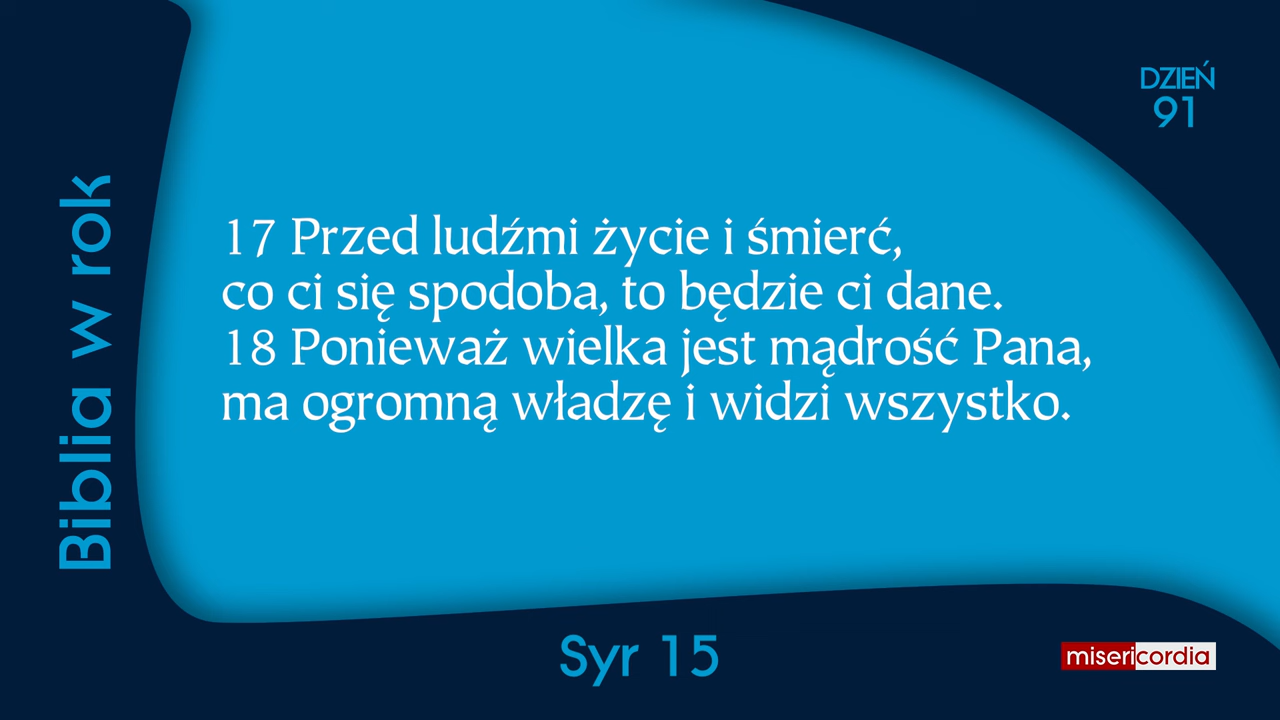 DZIEŃ
91
Biblia w rok
17 Przed ludźmi życie i śmierć,
co ci się spodoba, to będzie ci dane.
18 Ponieważ wielka jest mądrość Pana,
ma ogromną władzę i widzi wszystko.
Syr 15
misericordia